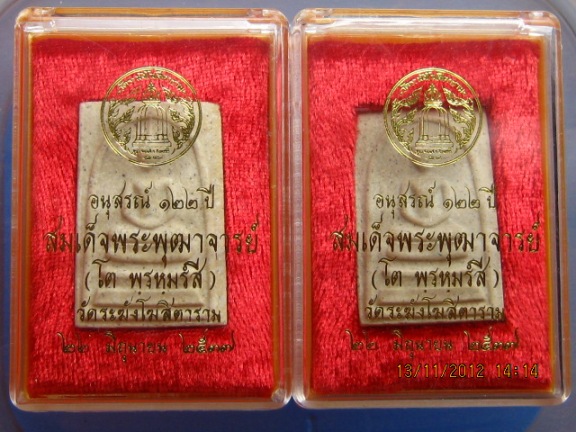 อนุสรณ์ ๑๒๒ ปี
สมเด็จพระพุฒาจารย์
(โต พรหมรังสี)
วัดระฆังโฆสิตาราม
๒๒ มิถุนายน ๒๕๓๗
อนุสรณ์ ๑๒๒ ปี
สมเด็จพระพุฒาจารย์
(โต พรหมรังสี)
วัดระฆังโฆสิตาราม
๒๒ มิถุนายน ๒๕๓๗
13/11/2012 14:14